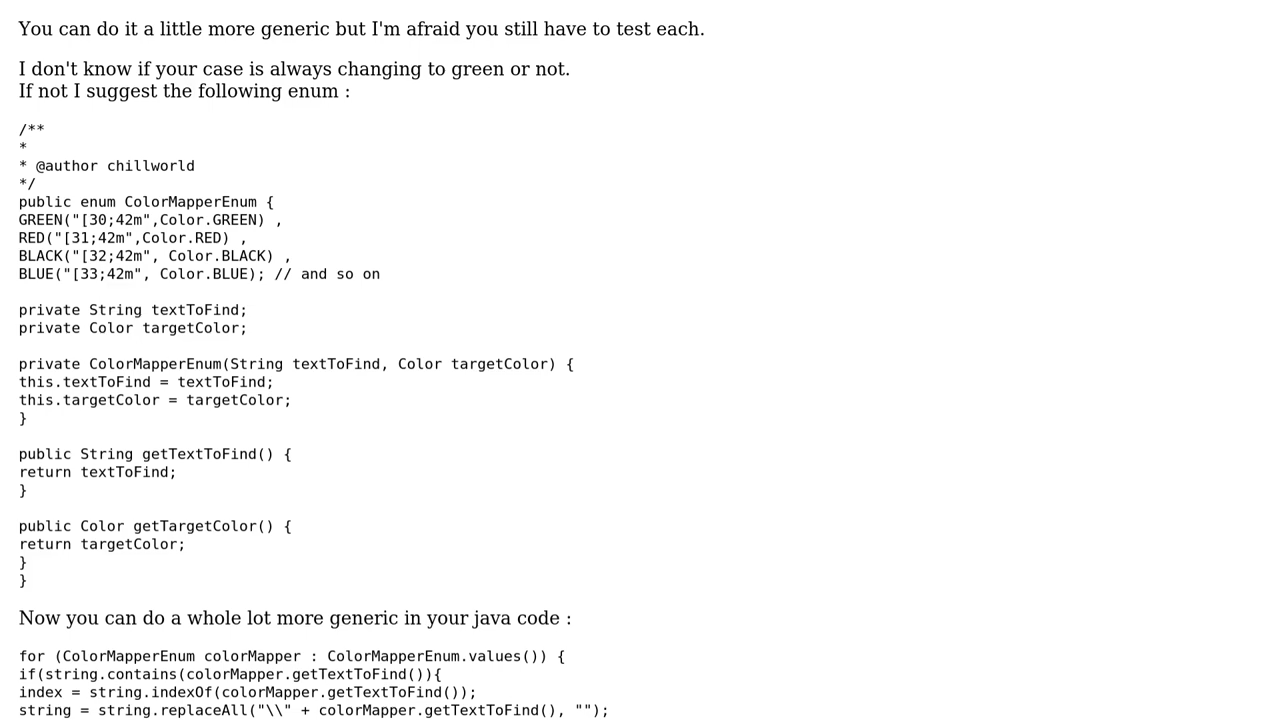 You can do it a little more generic but I'm afraid you still have to test each.
I don't know if your case is always changing to green or not.
If not I suggest the following enum :
/**
*
* @author chillworld
*/
public enum ColorMapperEnum {
GREEN("[30;42m",Color.GREEN) ,
RED("[31;42m",Color.RED) ,
BLACK("[32;42m", Color.BLACK) ,
BLUE("[33;42m", Color.BLUE); // and so on
private String textToFind;
private Color targetColor;
private ColorMapperEnum(String textToFind, Color targetColor) {
this.textToFind = textToFind;
this.targetColor = targetColor;
}
public String getTextToFind() {
return textToFind;
}
public Color getTargetColor() {
return targetColor;
}
}
Now you can do a whole lot more generic in your java code :
for (ColorMapperEnum colorMapper : ColorMapperEnum.values()) {
if(string.contains(colorMapper.getTextToFind()){
index = string.indexOf(colorMapper.getTextToFind());
string = string.replaceAll("\\" + colorMapper.getTextToFind(), "");